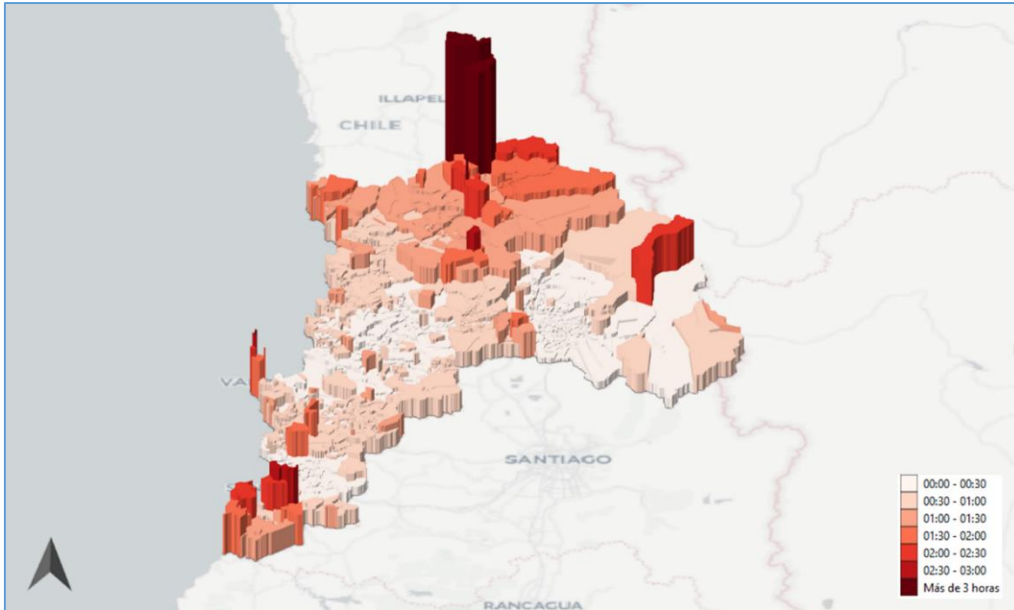 ILLAPEL
CHILE
VA
S
SANTIAGO
RANCAGUA
00:00 - 00:30
00:30 - 01:00
01:00 - 01:30
01:30 - 02:00
02:00 - 02:30
02:30 - 03:00
Más de 3 horas